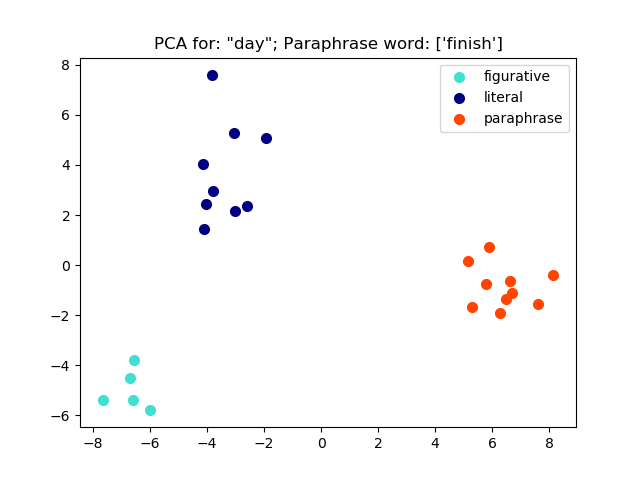 PCA for: "day"; Paraphrase word: ['finish']
figurative
literal
paraphrase
8
6
4
2
0
−2
−4
−6
−8 −6 −4 −2 0 2 4 6 8